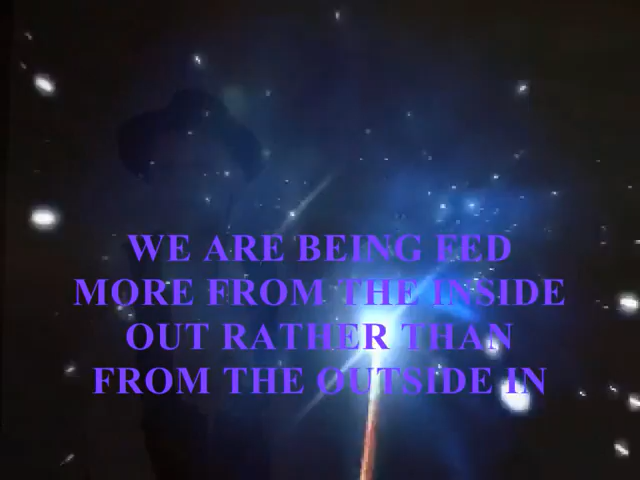 WE ARE BEING FED
MORE FROM THE INSIDE
OUT RATHER THAN
FROM THE OUTSIDE IN